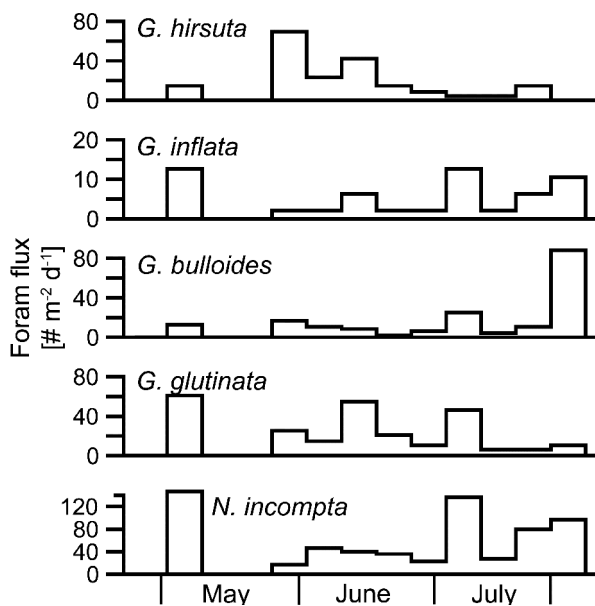 80
G. hirsuta
40
0
20
G. inflata
10
0
80
G. bulloides
40
0
Foram flux
[# m⁻² d⁻¹]
80
G. glutinata
40
0
120
N. incompta
80
40
0
May June July